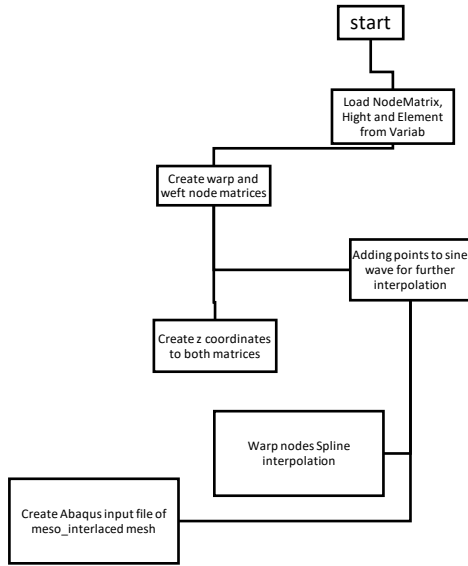 start
Load NodeMatrix,
Hight and Element
from Variab
Create warp and
weft node matrices
Adding points to sine
wave for further
interpolation
Create z coordinates
to both matrices
Warp nodes Spline
interpolation
Create Abaqus input file of
meso_interlaced mesh